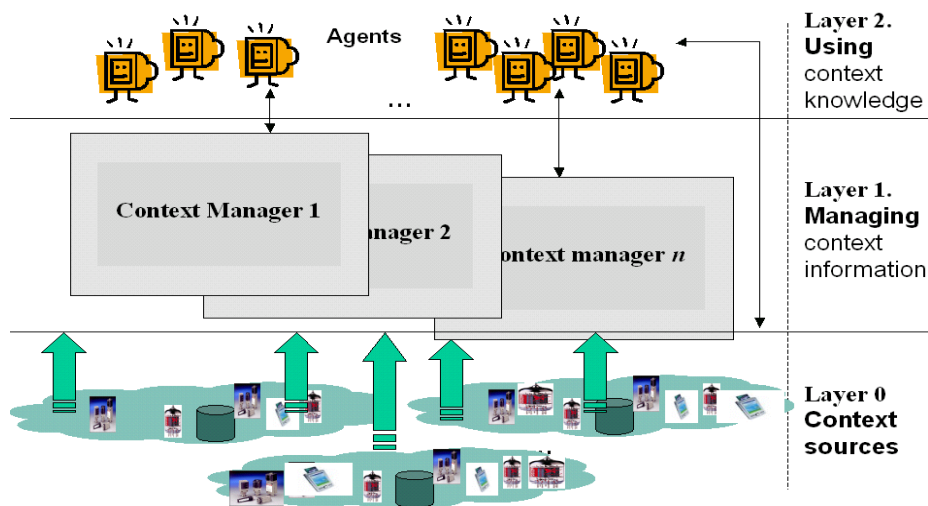 Agents
...
Layer 2.
Using
context
knowledge
Context Manager 1
anager 2
ontext manager n
Layer 1.
Managing
context
information
Layer 0
Context
sources